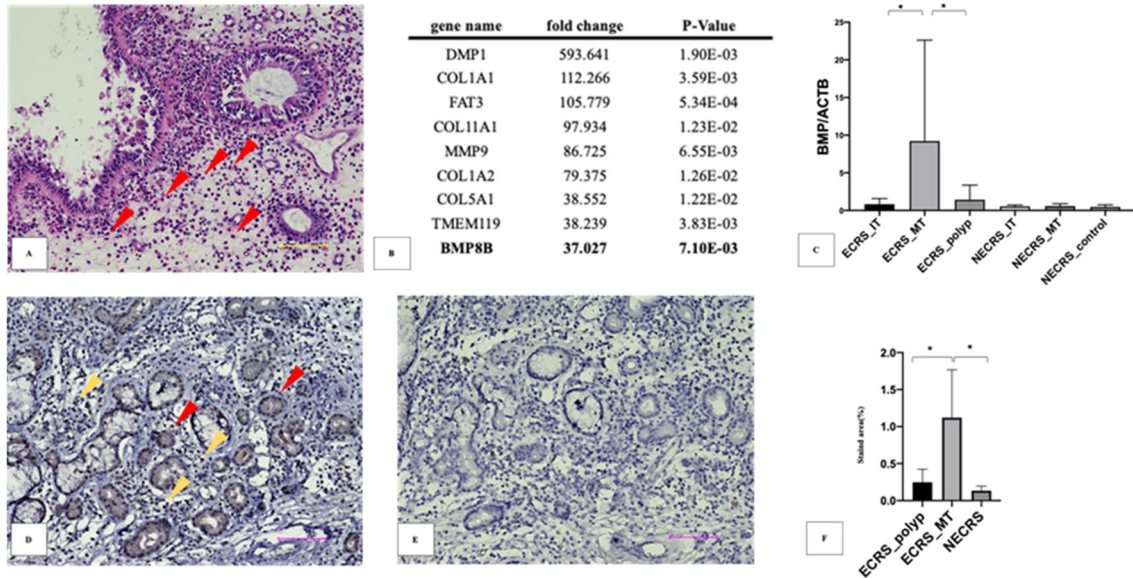 A
gene name fold change P-Value
DMP1 593.641 1.90E-03
COL1A1 112.266 3.59E-03
FAT3 105.779 5.34E-04
COL11A1 97.934 1.23E-02
MMP9 86.725 6.55E-03
COL1A2 79.375 1.26E-02
COL5A1 38.552 1.22E-02
TMEM119 38.239 3.83E-03
BMP8B 37.027 7.10E-03
B
* *
BMP/ACTB
25
20
15
10
5
0
ECRS_IT
ECRS_MT
ECRS_polyp
NECRS_IT
NECRS_MT
NECRS_control
C
D
E
* *
Staind area(%)
2.0
1.5
1.0
0.5
0.0
ECRS_polyp
ECRS_MT
NECRS
F